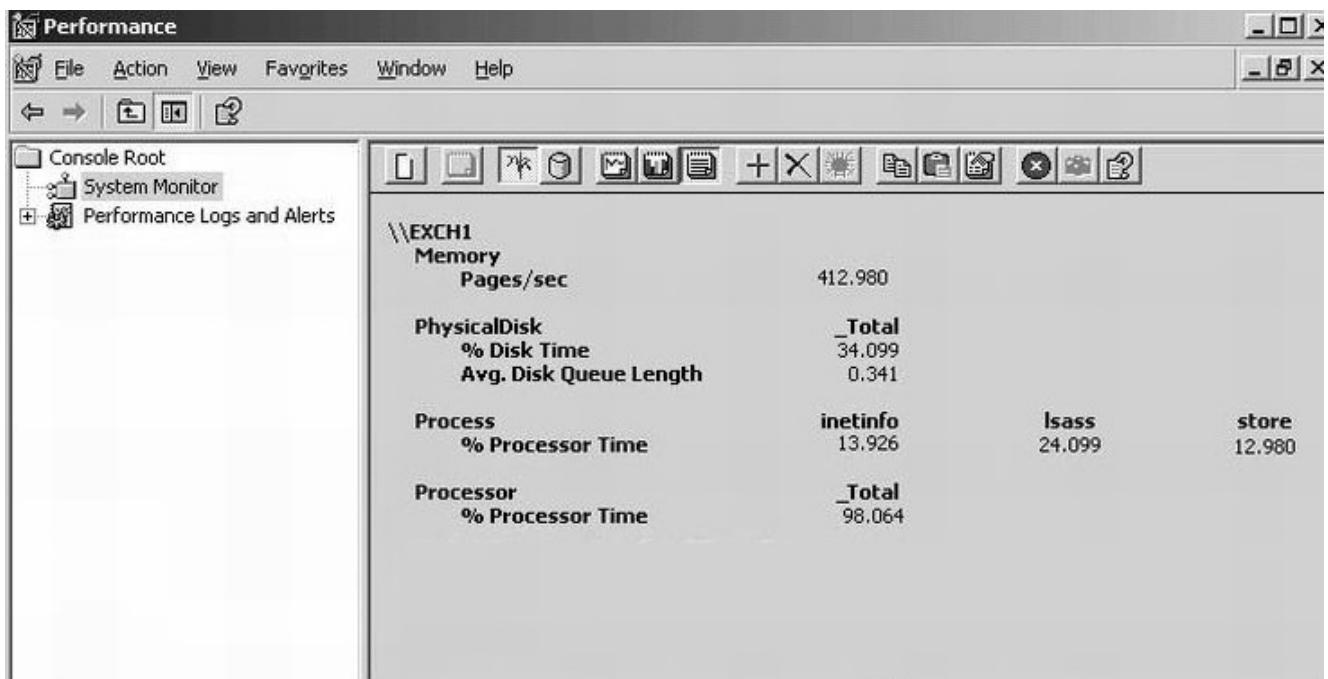 Performance
File Action View Favorites Window Help
Console Root
System Monitor
Performance Logs and Alerts
\\EXCH1
Memory
Pages/sec 412.980
PhysicalDisk _Total
% Disk Time 34.099
Avg. Disk Queue Length 0.341
Process inetinfo lsass store
% Processor Time 13.926 24.099 12.980
Processor _Total
% Processor Time 98.064